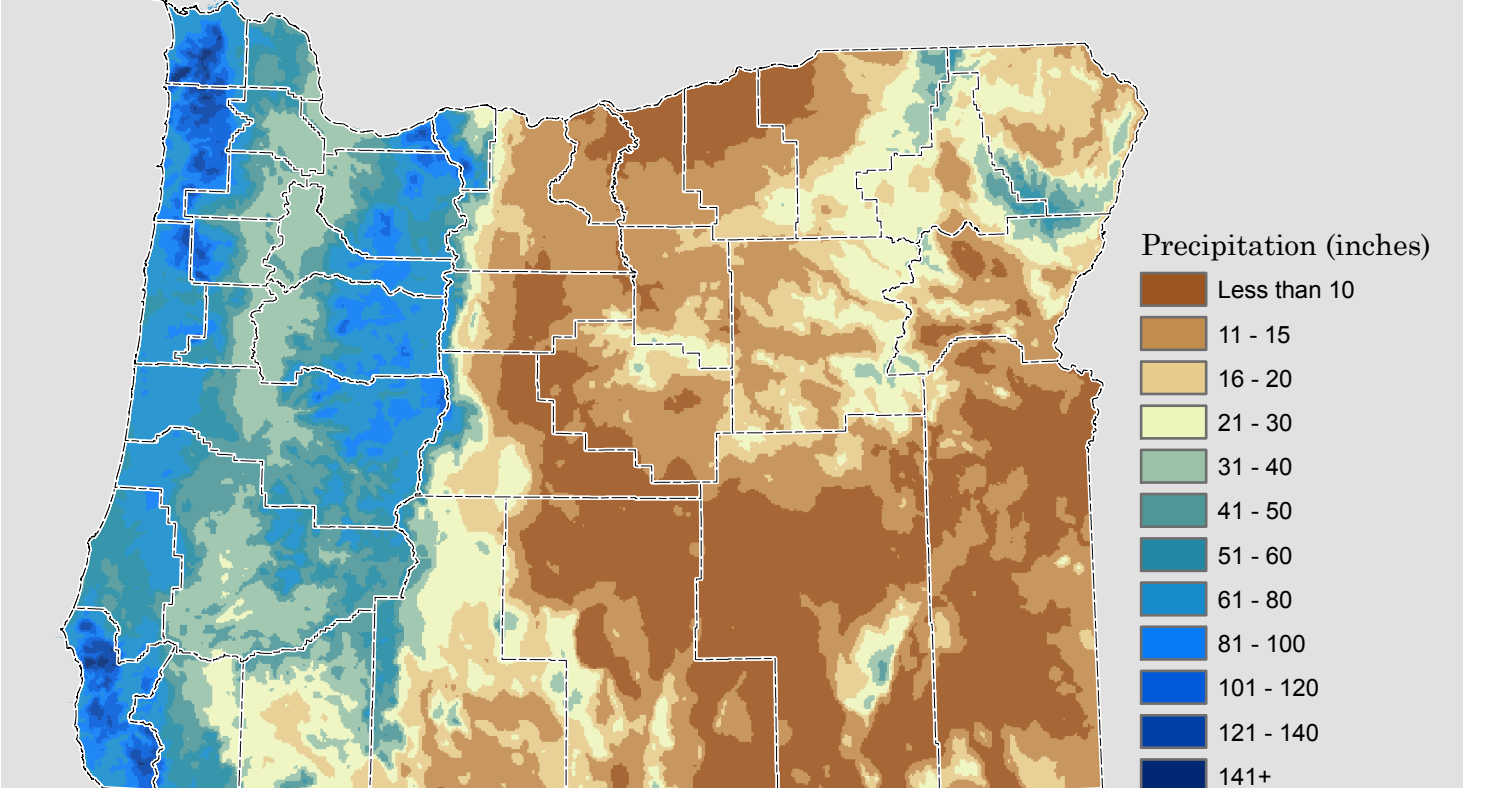 Precipitation (inches)
Less than 10
11 - 15
16 - 20
21 - 30
31 - 40
41 - 50
51 - 60
61 - 80
81 - 100
101 - 120
121 - 140
141+